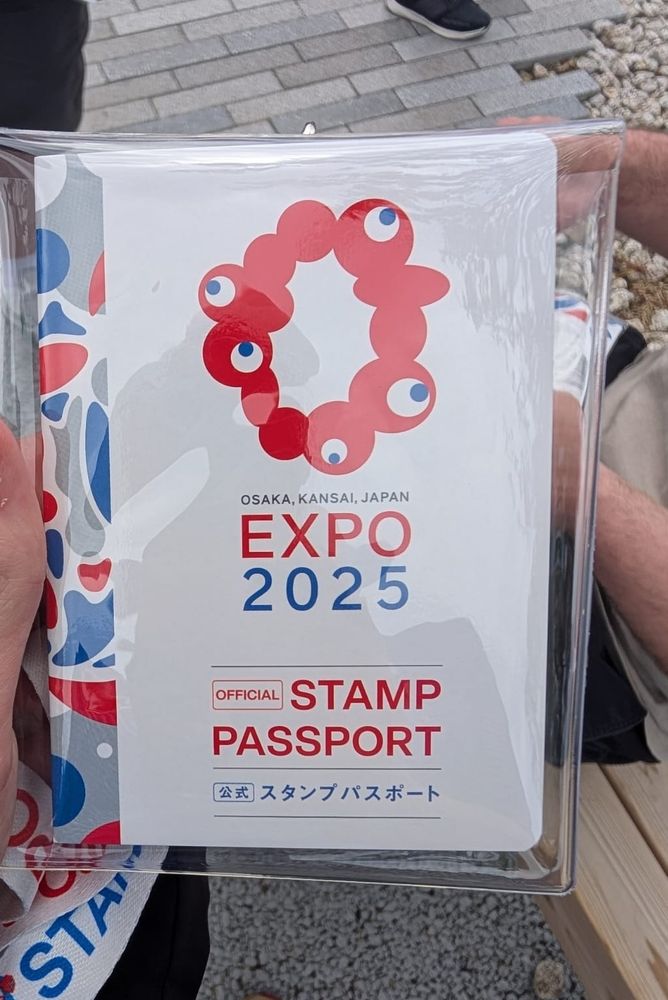 OSAKA, KANSAI, JAPAN
EXPO
2025
OFFICIAL STAMP
PASSPORT
公式 スタンプパスポート